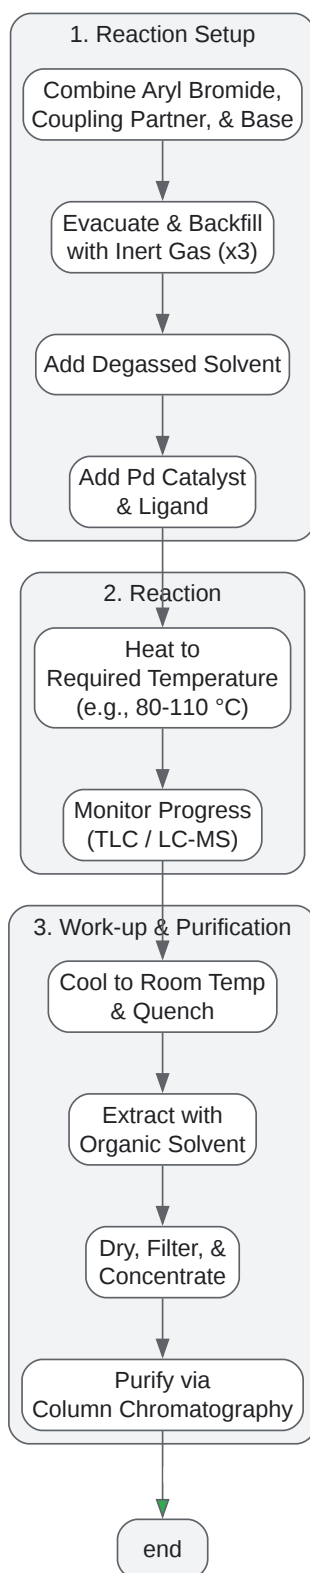 1. Reaction Setup
Combine Aryl Bromide,
Coupling Partner, & Base
Evacuate & Backfill
with Inert Gas (x3)
Add Degassed Solvent
Add Pd Catalyst
& Ligand
2. Reaction
Heat to
Required Temperature
(e.g., 80-110 °C)
Monitor Progress
(TLC / LC-MS)
3. Work-up & Purification
Cool to Room Temp
& Quench
Extract with
Organic Solvent
Dry, Filter, &
Concentrate
Purify via
Column Chromatography
end